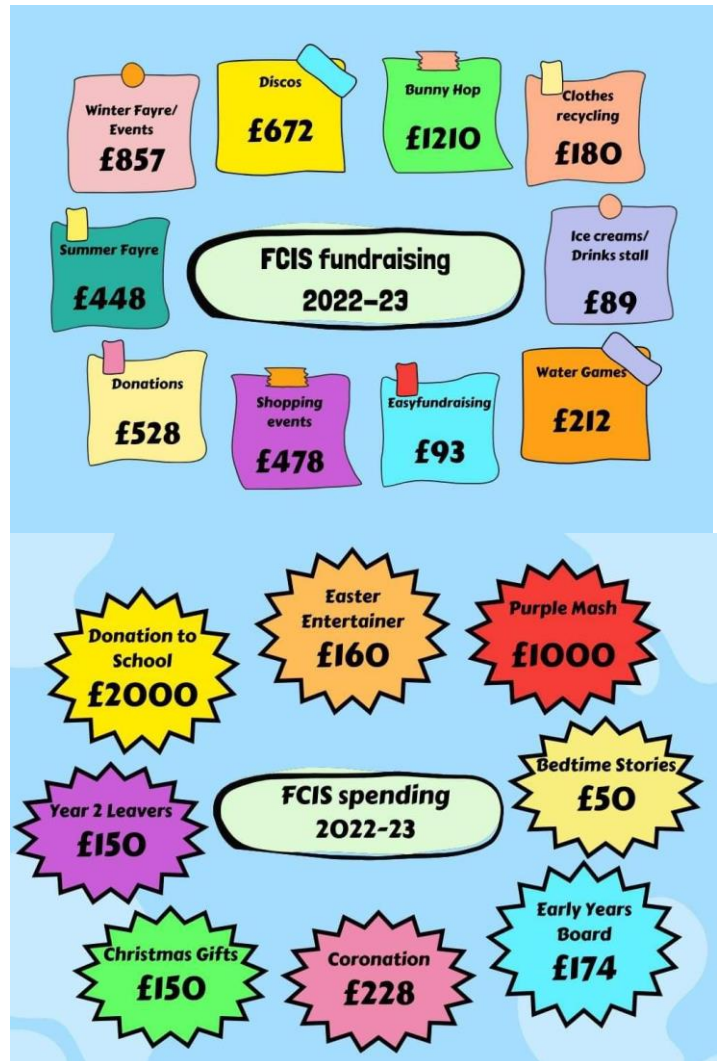 Winter Fayre/
Events
£857
Discos
£672
Bunny Hop
£1210
Clothes
recycling
£180
Summer Fayre
£448
FCIS fundraising
2022-23
Ice creams/
Drinks stall
£89
Donations
£528
Shopping
events
£478
Easyfundraising
£93
Water Games
£212
Donation to
School
£2000
Easter
Entertainer
£160
Purple Mash
£1000
Year 2 Leavers
£150
FCIS spending
2022-23
Bedtime Stories
£50
Christmas Gifts
£150
Coronation
£228
Early Years
Board
£174